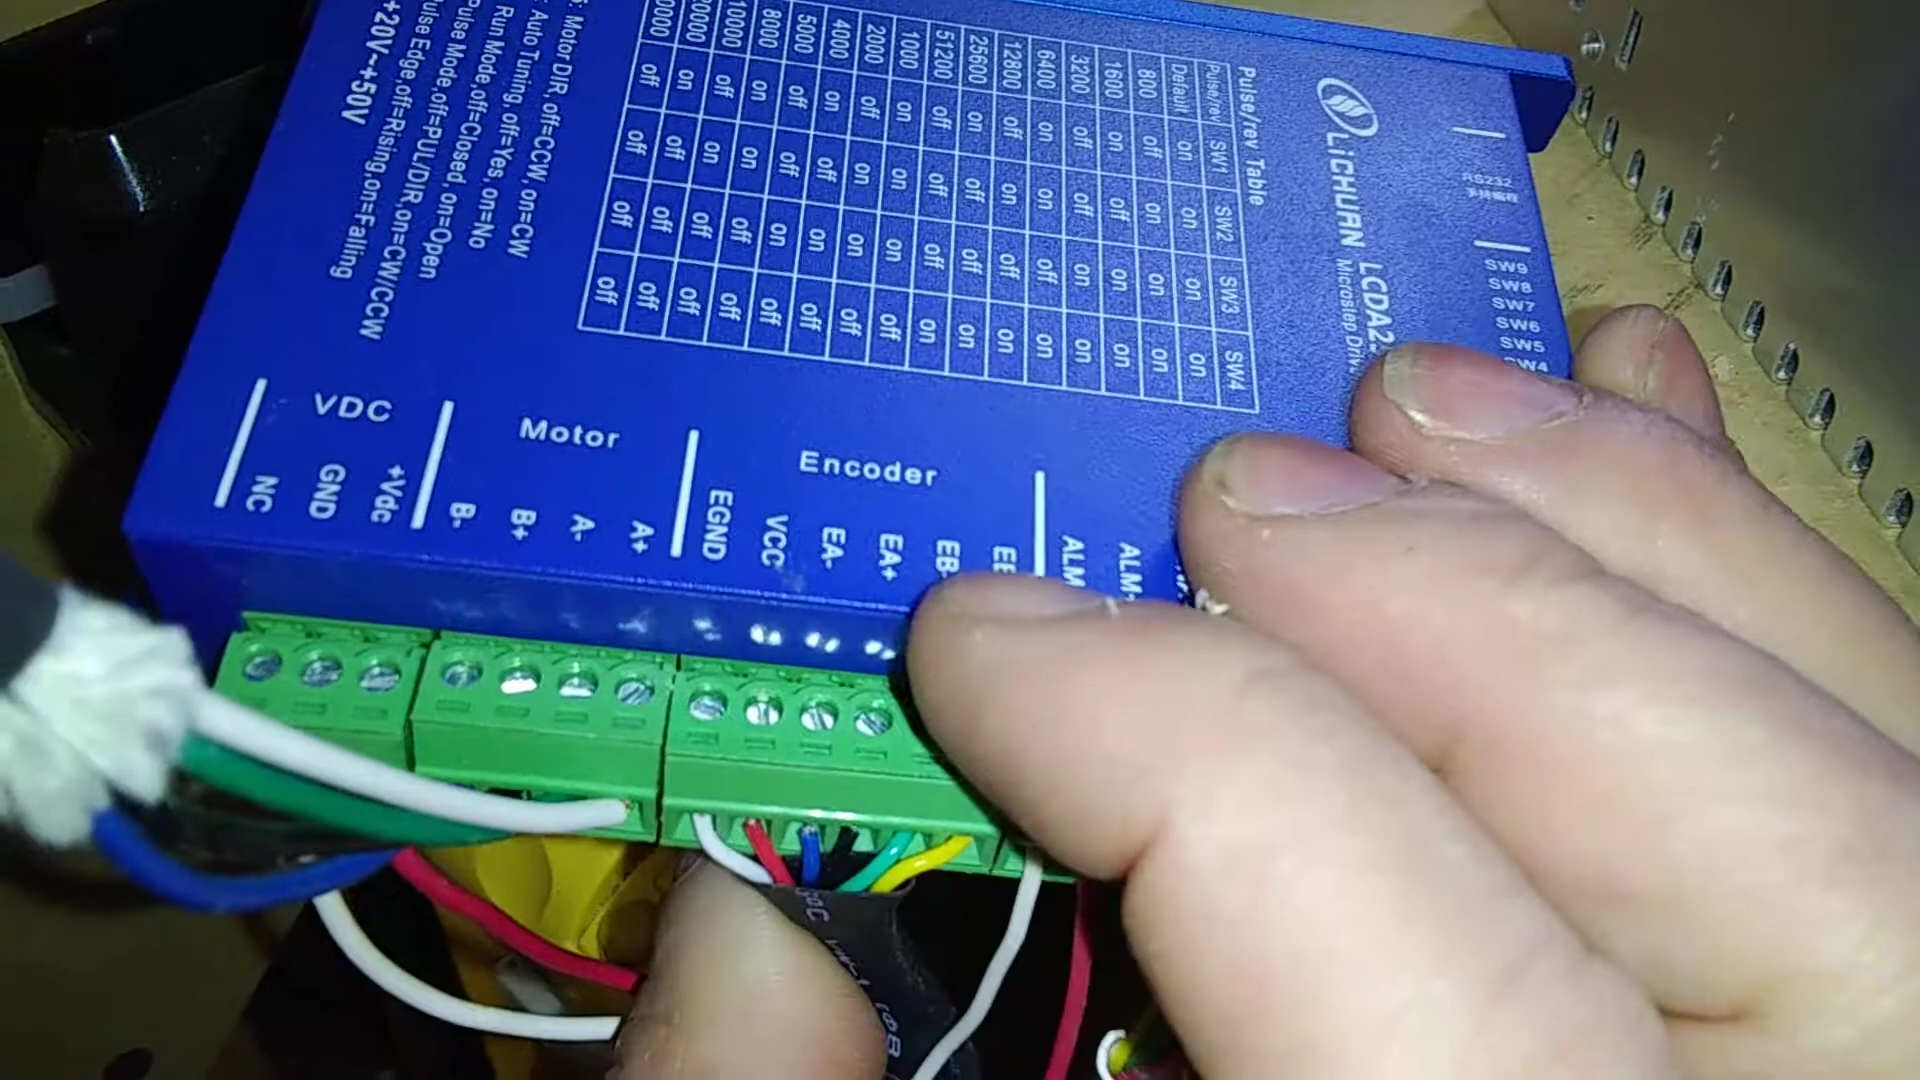 LiCHUAN
Microstep
RS232
SW9
SW8
SW7
SW6
SW5
SW4
Pulse/rev Table
Pulse/rev SW1 SW2 SW3 SW4
Default on on on on
800 off on on on
1600 on off on on
3200 off off on on
6400 on on off on
12800 off on off on
25600 on off off on
51200 off off off on
1000 on on on off
2000 off on on off
4000 on off on off
5000 off off on off
8000 on on off off
10000 off on off off
20000 on off off off
off off off off
Motor DIR,off=CCW,on=CW
Auto Tuning,off=Yes, on=No
Run Mode,off=Closed,on=Open
Pulse Mode,off=PUL/DIR,on=CW/CCW
Pulse Edge,off=Rising,on=Falling
+20V~+50V
VDC
Motor
Encoder
NC
GND
+Vdc
B-
B+
A-
A+
EGND
VCC
EA-
EA+
EB-
ALM
ALM-